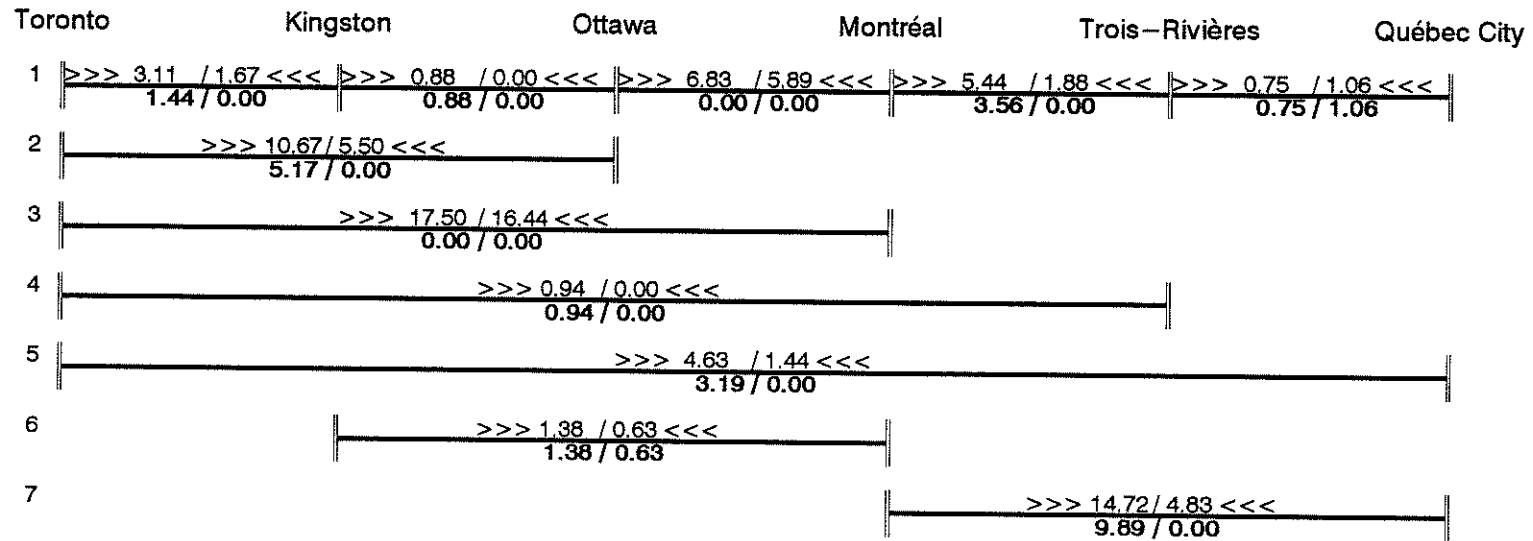 Toronto Kingston Ottawa Montréal Trois-Rivières Québec City
1 >>> 3.11 / 1.67 <<< >>> 0.88 / 0.00 <<< >>> 6.83 / 5.89 <<< >>> 5.44 / 1.88 <<< >>> 0.75 / 1.06 <<<
1.44 / 0.00 0.88 / 0.00 0.00 / 0.00 3.56 / 0.00 0.75 / 1.06
2 >>> 10.67 / 5.50 <<<
5.17 / 0.00
3 >>> 17.50 / 16.44 <<<
0.00 / 0.00
4 >>> 0.94 / 0.00 <<<
0.94 / 0.00
5 >>> 4.63 / 1.44 <<<
3.19 / 0.00
6 >>> 1.38 / 0.63 <<<
1.38 / 0.63
7 >>> 14.72 / 4.83 <<<
9.89 / 0.00